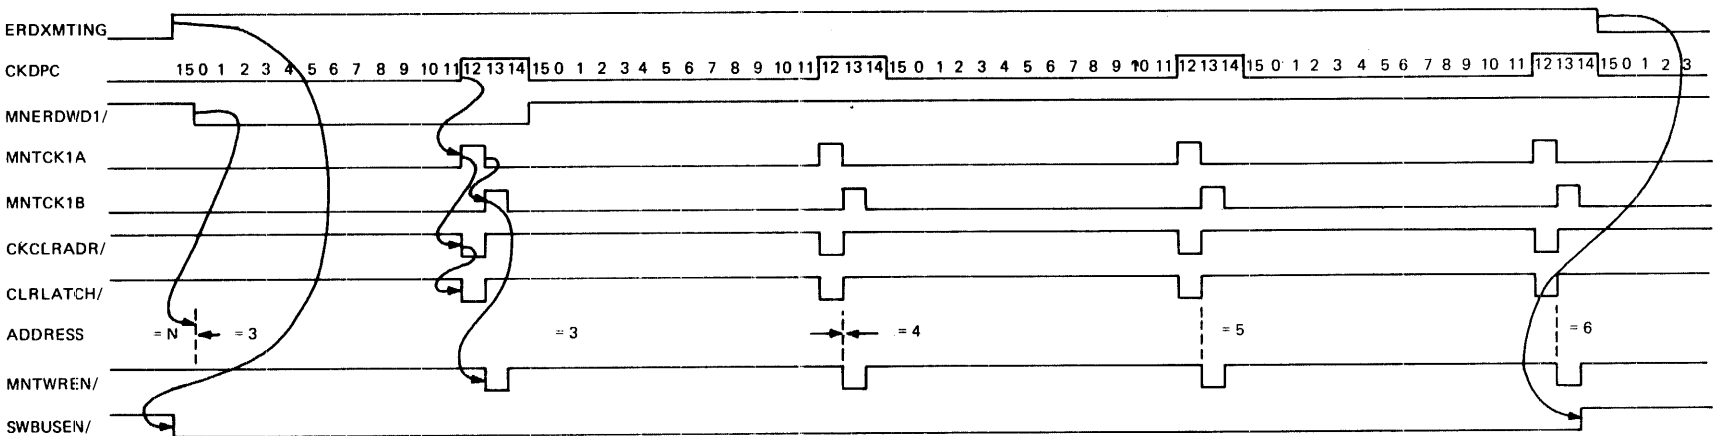 ERDXMTING
CKDPC 15 0 1 2 3 4 5 6 7 8 9 10 11 12 13 14 15 0 1 2 3 4 5 6 7 8 9 10 11 12 13 14 15 0 1 2 3 4 5 6 7 8 9 10 11 12 13 14 15 0 1 2 3 4 5 6 7 8 9 10 11 12 13 14 15 0 1 2 3
MNERDWD1/
MNTCK1A
MNTCK1B
CKCLRADR/
CLRLATCH/
ADDRESS = N = 3 = 3 = 4 = 5 = 6
MNTWREN/
SWBUSEN/